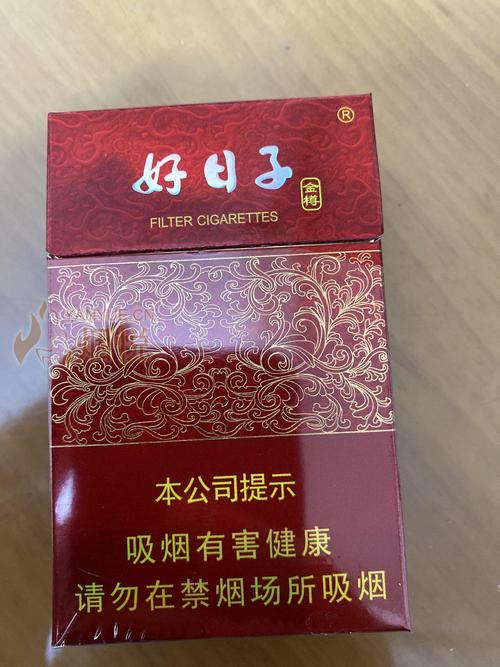 ®
好日子
金樽
FILTER CIGARETTES
本公司提示
吸烟有害健康
请勿在禁烟场所吸烟